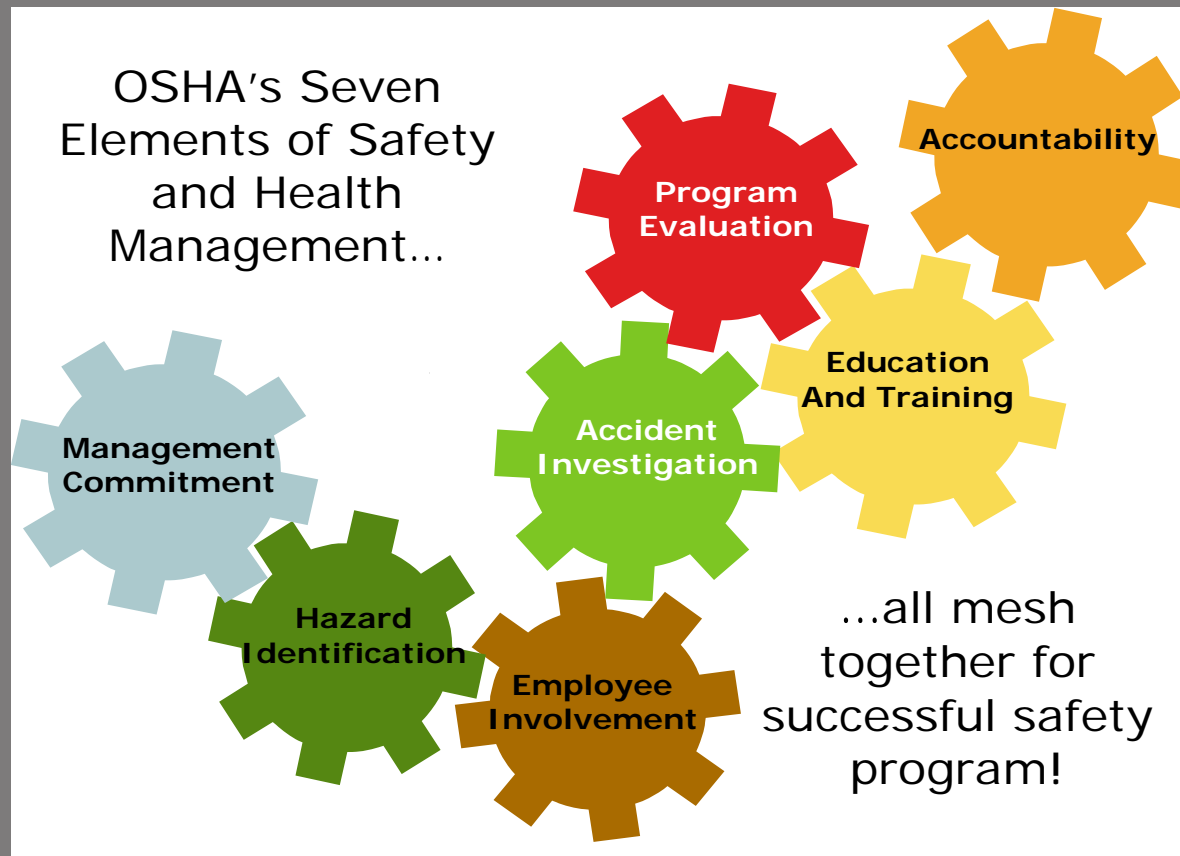 OSHA's Seven
Elements of Safety
and Health
Management...
Accountability
Program
Evaluation
Education
And Training
Accident
Investigation
Management
Commitment
Hazard
Identification
Employee
Involvement
...all mesh
together for
successful safety
program!